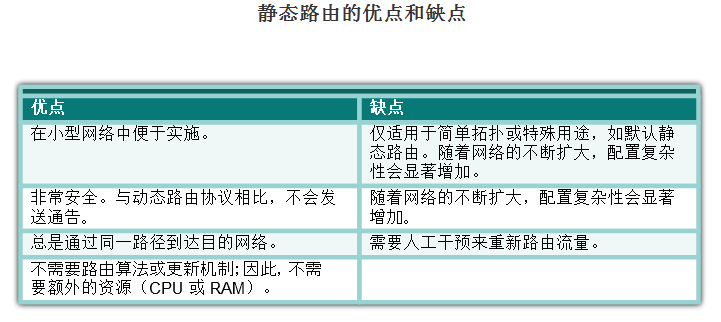 静态路由的优点和缺点
优点
缺点
在小型网络中便于实施。
仅适用于简单拓扑或特殊用途，如默认静
态路由。随着网络的不断扩大，配置复杂
性会显著增加。
非常安全。与动态路由协议相比，不会发
送通告。
随着网络的不断扩大，配置复杂性会显著
增加。
总是通过同一路径到达目的网络。
需要人工干预来重新路由流量。
不需要路由算法或更新机制；因此，不需
要额外的资源（CPU 或 RAM）。